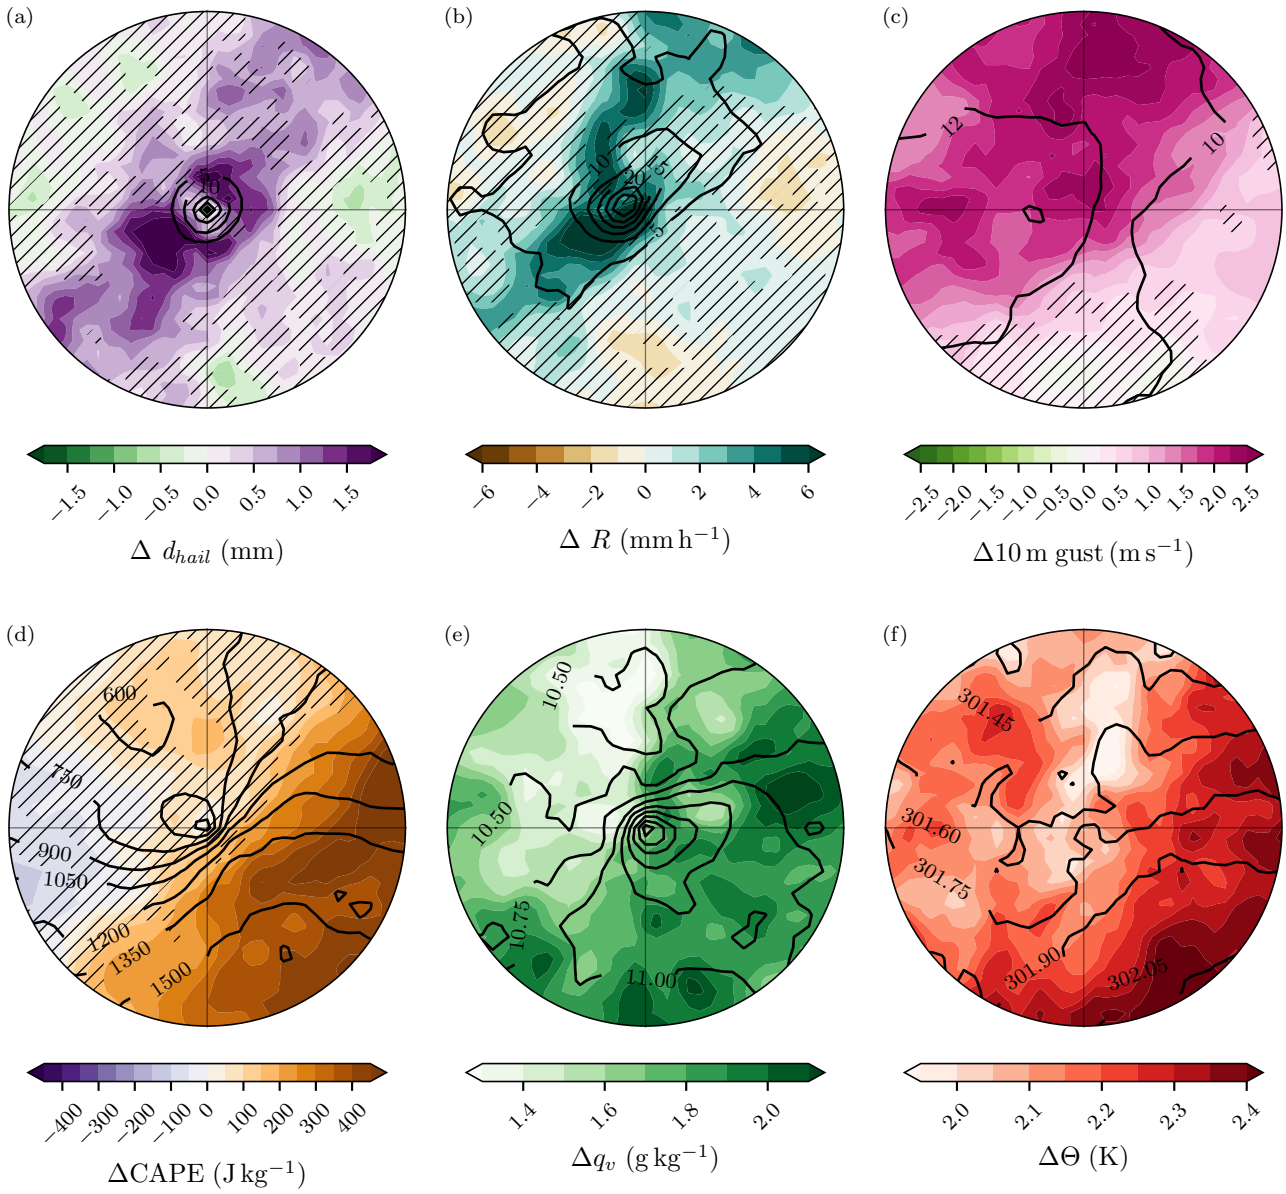 (a)
(b)
(c)
5
10
10
15
20
5
12
10
−1.5 −1.0 −0.5 0.0 0.5 1.0 1.5
−6 −4 −2 0 2 4 6
−2.5 −2.0 −1.5 −1.0 −0.5 0.0 0.5 1.0 1.5 2.0 2.5
Δ d_hail (mm)
Δ R (mm h⁻¹)
Δ10 m gust (m s⁻¹)
(d)
(e)
(f)
600
750
900
1050
1200
1350
1500
10.50
10.50
10.75
11.00
301.45
301.60
301.75
301.90
302.05
−400 −300 −200 −100 0 100 200 300 400
1.4 1.6 1.8 2.0
2.0 2.1 2.2 2.3 2.4
ΔCAPE (J kg⁻¹)
Δq_v (g kg⁻¹)
ΔΘ (K)